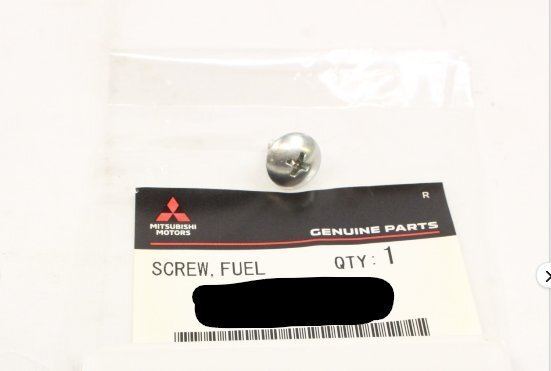 R
MITSUBISHI
MOTORS
GENUINE PARTS
SCREW, FUEL QTY: 1